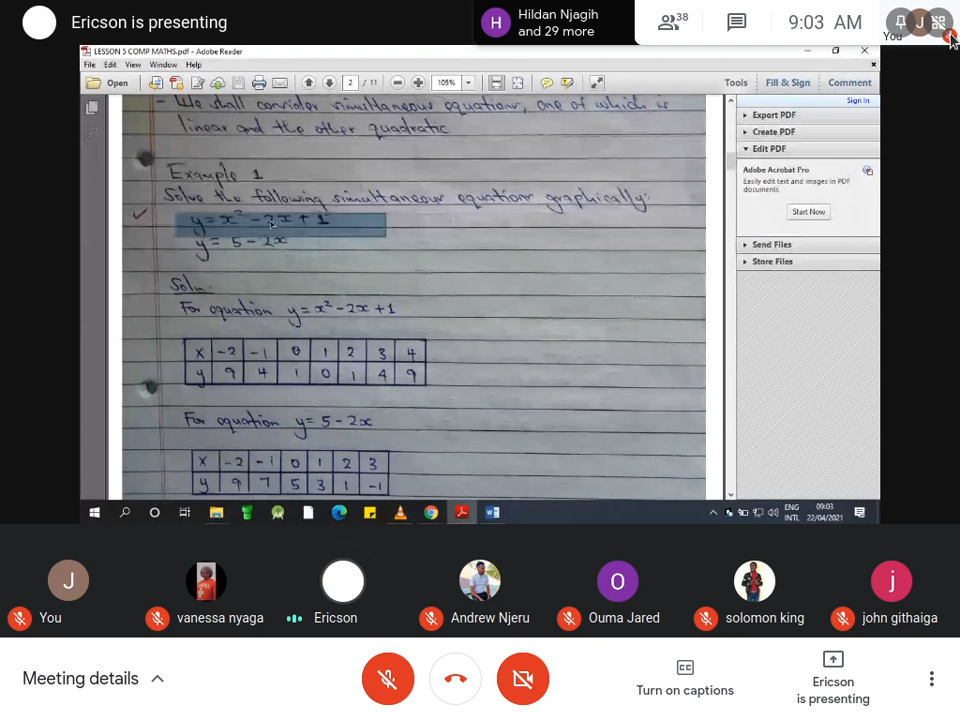 Ericson is presenting
H
Hildan Njagih
and 29 more
38
9:03 AM
J
You
LESSON 5 COMP MATHS.pdf - Adobe Reader
File Edit View Window Help
Open
2 / 11
105%
Tools
Fill & Sign
Comment
Sign In
- We shall consider simultaneous equations, one of which is
linear and the other quadratic
Example 1
Solve the following simultaneous equations graphically:
y = x² - 2x + 1
y = 5 - 2x
Soln.
For equation y = x² - 2x + 1
x -2 -1 0 1 2 3 4
y 9 4 1 0 1 4 9
For equation y = 5 - 2x
x -2 -1 0 1 2 3
y 9 7 5 3 1 -1
Export PDF
Create PDF
Edit PDF
Adobe Acrobat Pro
Easily edit text and images in PDF
documents
Start Now
Send Files
Store Files
ENG
INTL
09:03
22/04/2021
J
You
vanessa nyaga
Ericson
Andrew Njeru
O
Ouma Jared
solomon king
j
john githaiga
Meeting details
Turn on captions
Ericson
is presenting